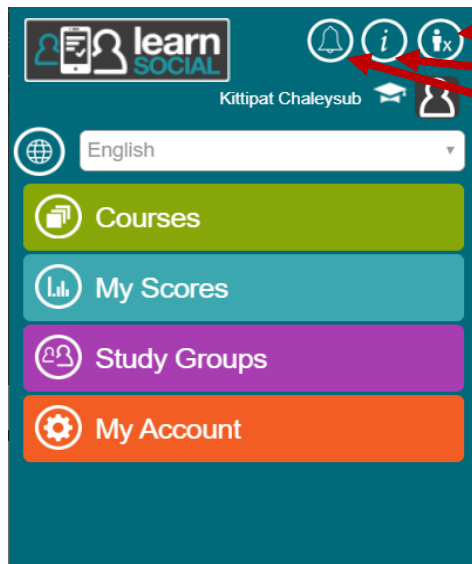 learn
SOCIAL
Kittipat Chaleysub
English
Courses
My Scores
Study Groups
My Account